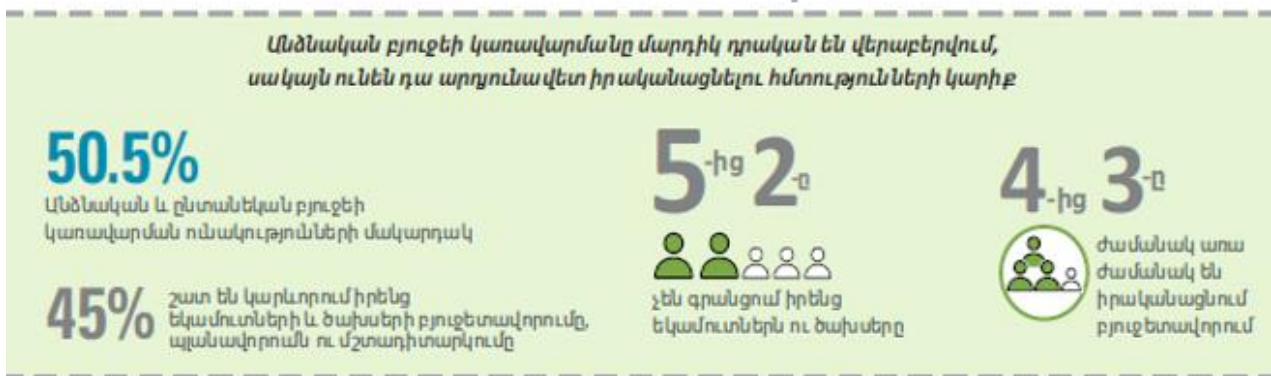 Անձնական բյուջեի կառավարմանը մարդիկ դրական են վերաբերվում,
սակայն ունեն դա արդյունավետ իրականացնելու հմտությունների կարիք
50.5%
Անձնական և ընտանեկան բյուջեի
կառավարման ունակությունների մակարդակ
45%
շատ են կարևորում իրենց
եկամուտների և ծախսերի բյուջետավորումը,
պլանավորումն ու մշտադիտարկումը
5-ից 2-ը
չեն գրանցում իրենց
եկամուտներն ու ծախսերը
4-ից 3-ը
ժամանակ առ
ժամանակ են
իրականացնում
բյուջետավորում